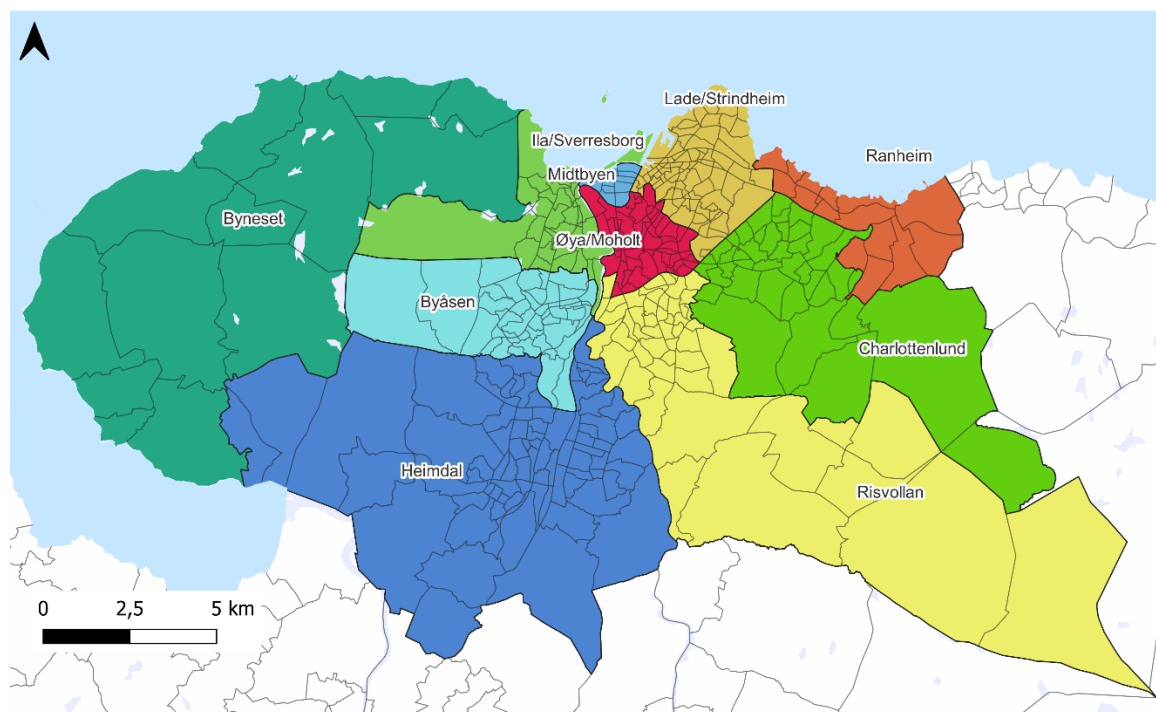 Lade/Strindheim
Ila/Sverresborg
Ranheim
Midtbyen
Byneset
Øya/Moholt
Byåsen
Charlottenlund
Heimdal
Risvollan
0 2,5 5 km